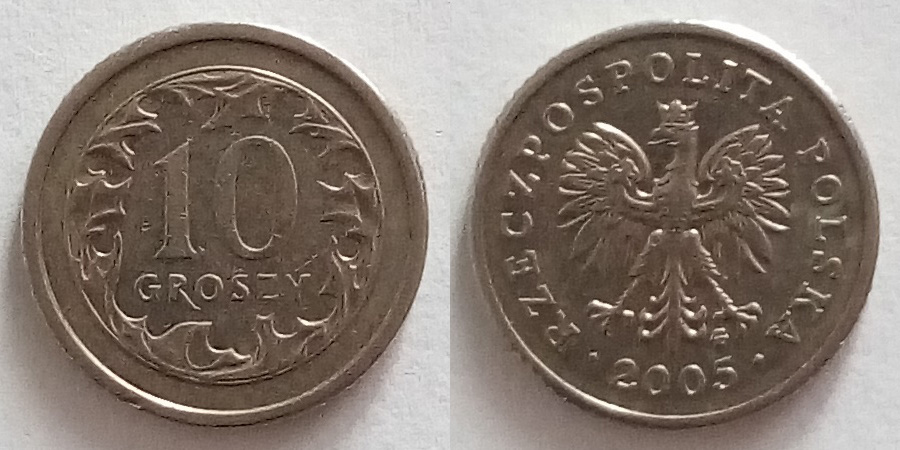 10
GROSZY
RZECZPOSPOLITA POLSKA
· 2005 ·